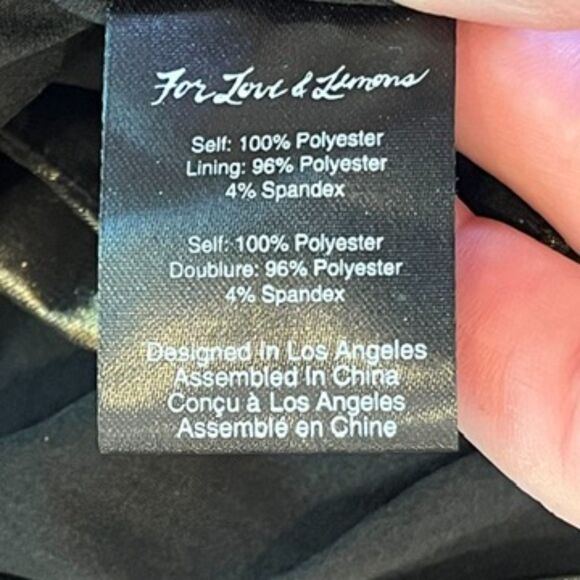 For Love & Lemons
Self: 100% Polyester
Lining: 96% Polyester
4% Spandex
Self: 100% Polyester
Doublure: 96% Polyester
4% Spandex
Designed In Los Angeles
Assembled In China
Conçu à Los Angeles
Assemblé en Chine